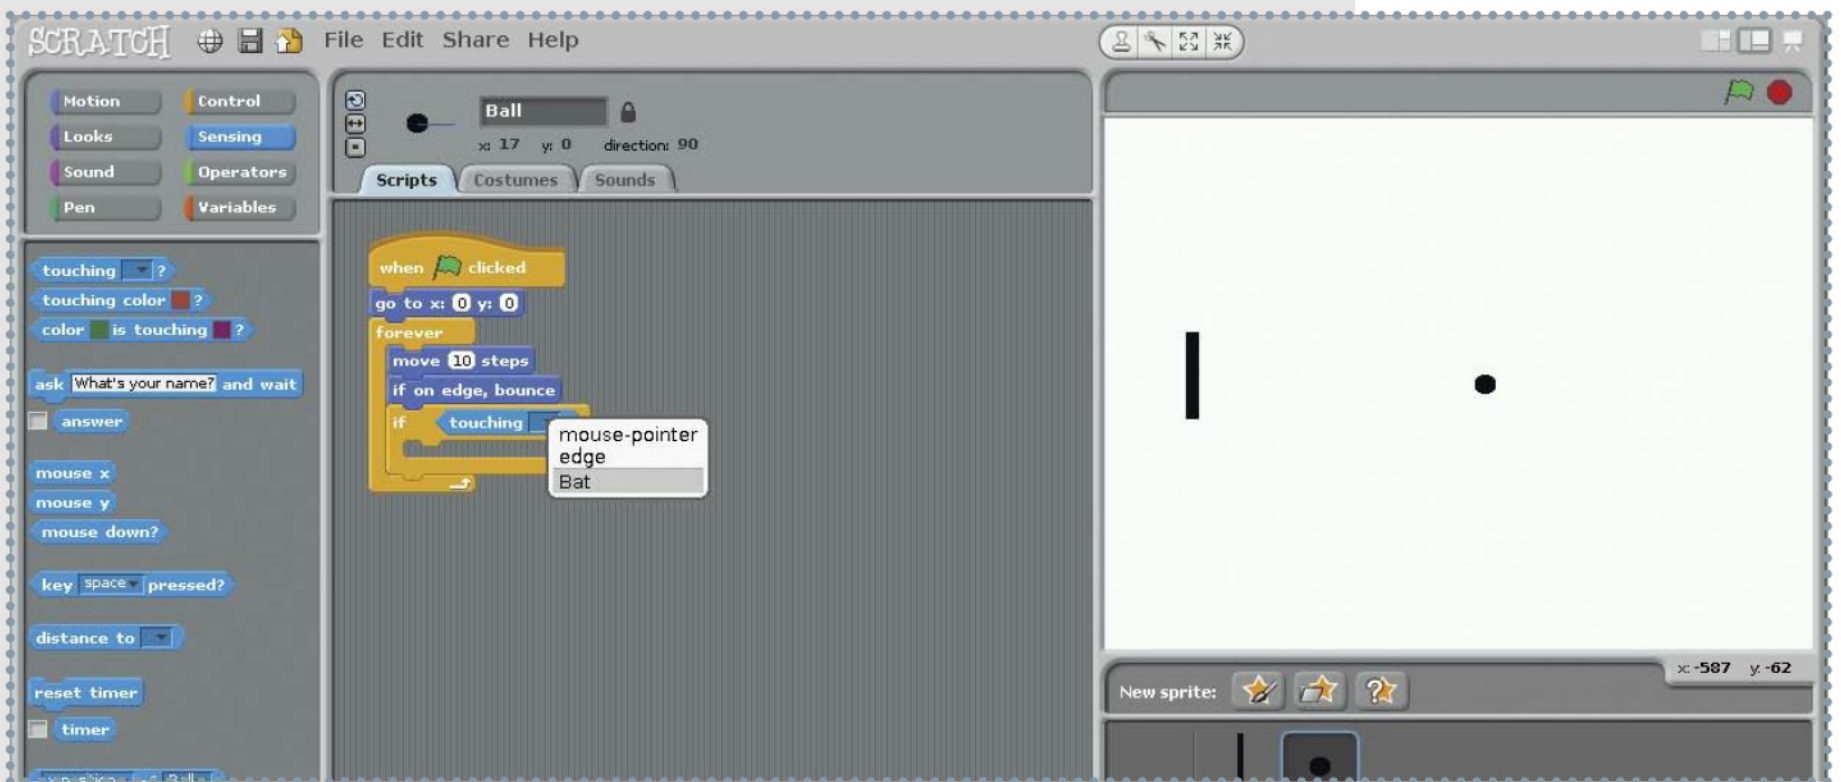 SCRATCH File Edit Share Help
Motion Control
Looks Sensing
Sound Operators
Pen Variables
Ball
x: 17 y: 0 direction: 90
Scripts Costumes Sounds
touching ?
touching color ?
color is touching ?
ask What's your name? and wait
answer
mouse x
mouse y
mouse down?
key space pressed?
distance to
reset timer
timer
when clicked
go to x: 0 y: 0
forever
move 10 steps
if on edge, bounce
if touching
mouse-pointer
edge
Bat
x: -587 y: -62
New sprite: